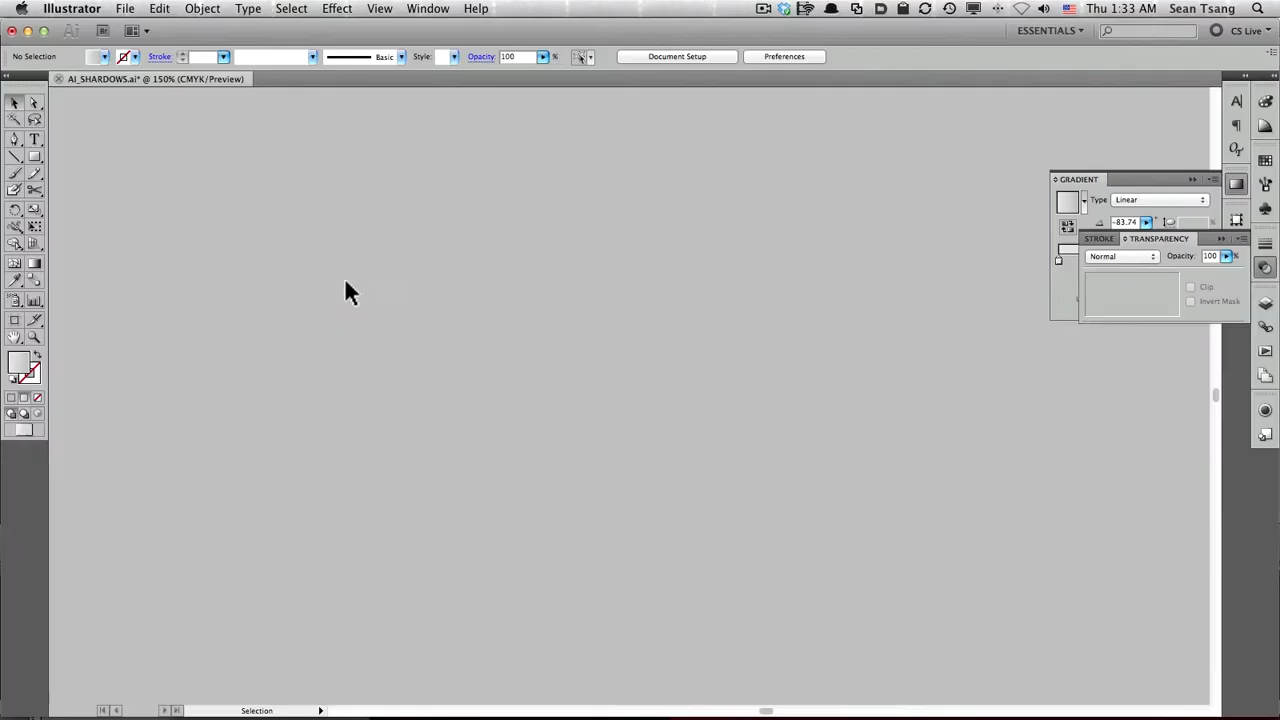 Illustrator File Edit Object Type Select Effect View Window Help Thu 1:33 AM Sean Tsang
Ai Br ESSENTIALS CS Live
No Selection Stroke Basic Style: Opacity 100 % Document Setup Preferences
AI_SHARDOWS.ai* @ 150% (CMYK/Preview)
GRADIENT
Type Linear
-83.74 ° %
STROKE TRANSPARENCY
Normal Opacity: 100 %
Clip
Invert Mask
Selection